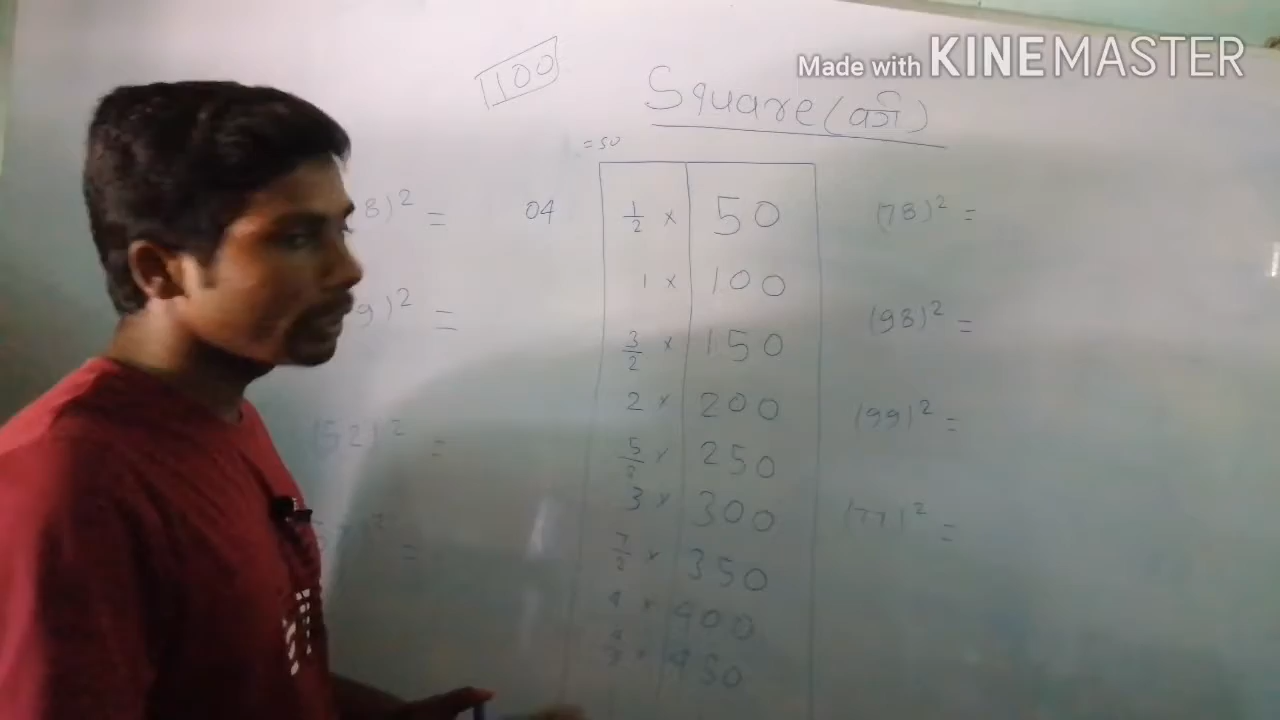 Made with KINEMASTER
100
Square (वर्ग)
= 50
8)² = 04
1/2 × 50
(78)² =
1 × 100
9)² =
3/2 × 150
(98)² =
2 × 200
(99)² =
(52)² =
5/2 × 250
3 × 300
(77)² =
7/2 × 350
4 × 400
450